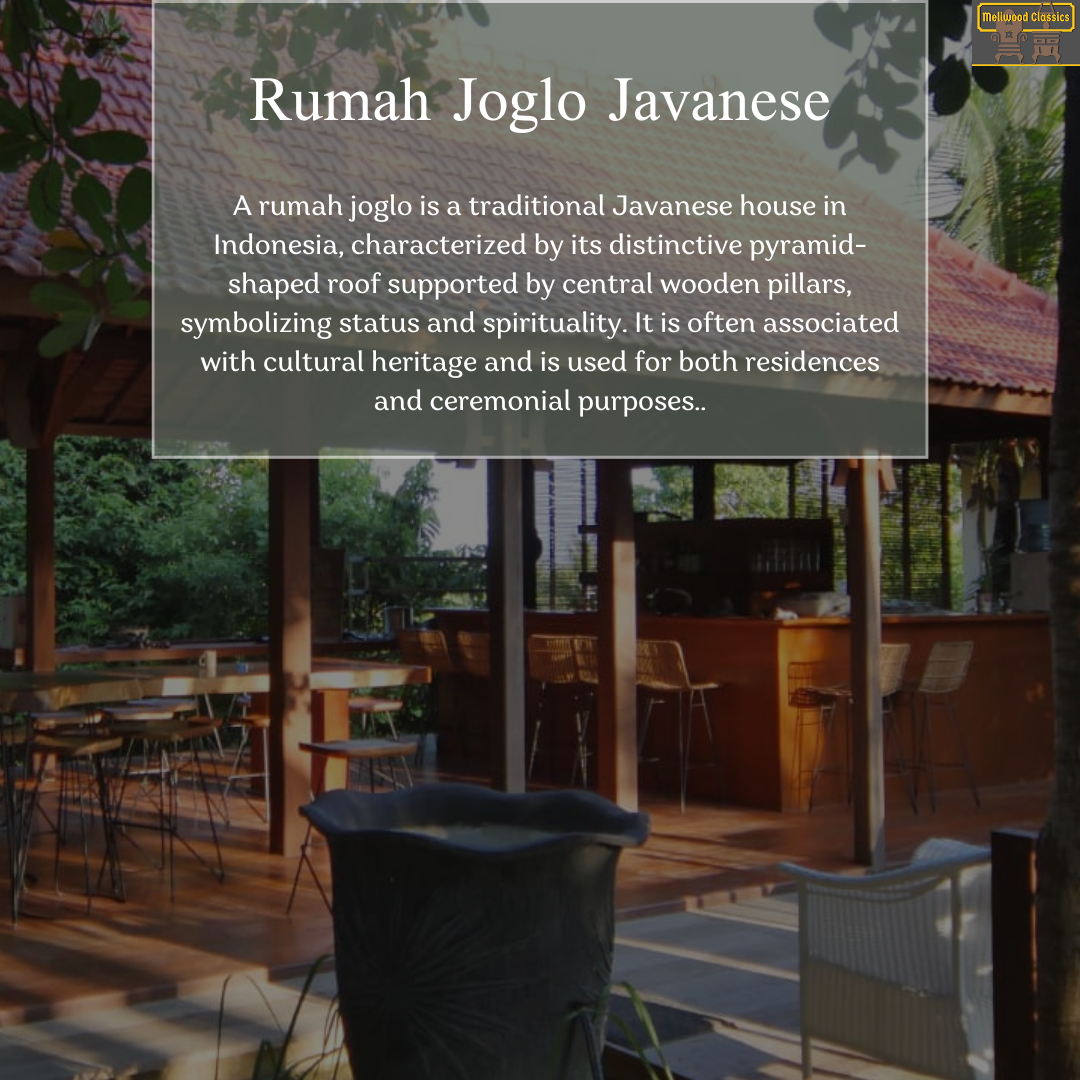 Meliwood Classics
Rumah Joglo Javanese
A rumah joglo is a traditional Javanese house in
Indonesia, characterized by its distinctive pyramid-
shaped roof supported by central wooden pillars,
symbolizing status and spirituality. It is often associated
with cultural heritage and is used for both residences
and ceremonial purposes..